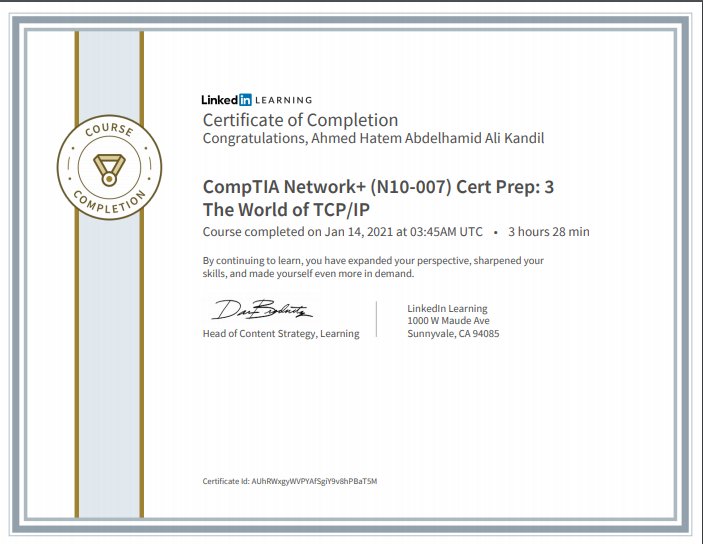 COURSE
COMPLETION
Linked in LEARNING
Certificate of Completion
Congratulations, Ahmed Hatem Abdelhamid Ali Kandil
CompTIA Network+ (N10-007) Cert Prep: 3
The World of TCP/IP
Course completed on Jan 14, 2021 at 03:45AM UTC • 3 hours 28 min
By continuing to learn, you have expanded your perspective, sharpened your
skills, and made yourself even more in demand.
Head of Content Strategy, Learning
LinkedIn Learning
1000 W Maude Ave
Sunnyvale, CA 94085
Certificate Id: AUhRWxgyWVPYAfSgiY9v8hPBaT5M